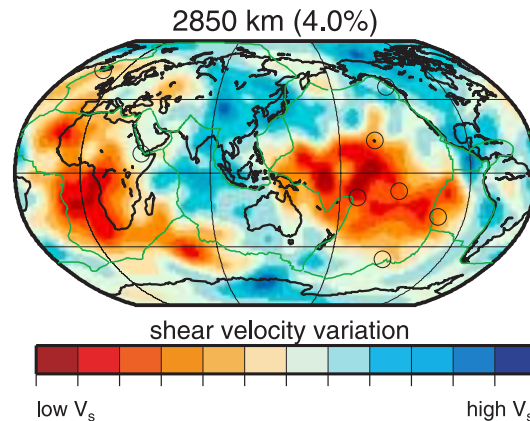 2850 km (4.0%)
shear velocity variation
low Vs
high Vs